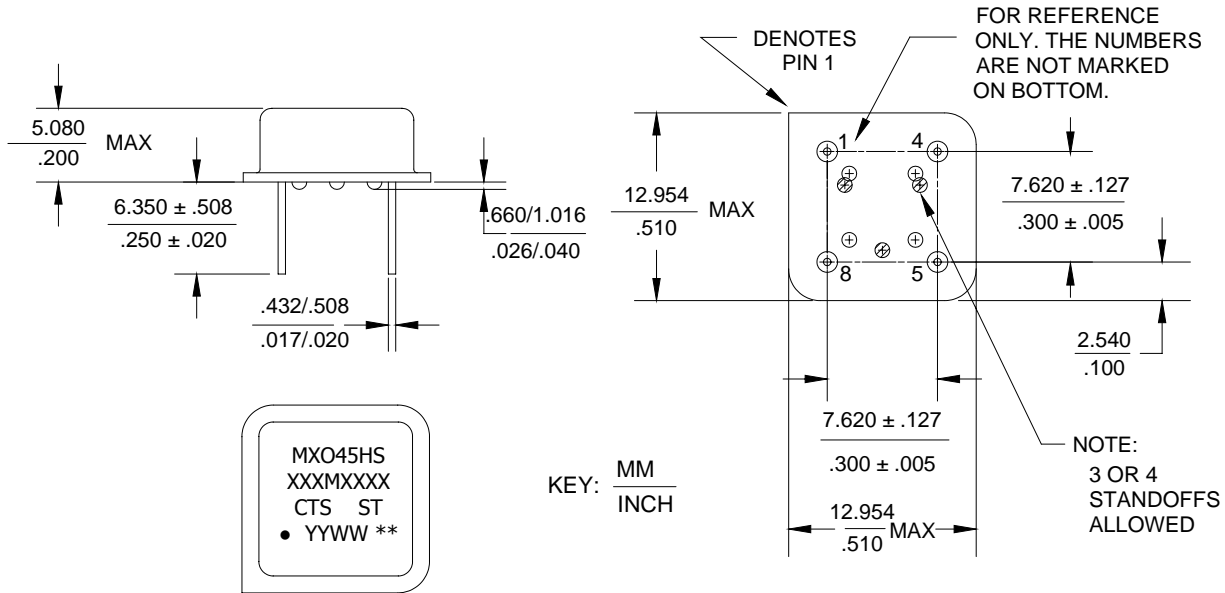 5.080
.200
MAX
6.350 ± .508
.250 ± .020
.660/1.016
.026/.040
.432/.508
.017/.020
MXO45HS
XXXMXXXX
CTS ST
• YYWW **
KEY: MM
INCH
DENOTES
PIN 1
FOR REFERENCE
ONLY. THE NUMBERS
ARE NOT MARKED
ON BOTTOM.
1
4
8
5
12.954
.510
MAX
7.620 ± .127
.300 ± .005
2.540
.100
7.620 ± .127
.300 ± .005
12.954
.510
MAX
NOTE:
3 OR 4
STANDOFFS
ALLOWED